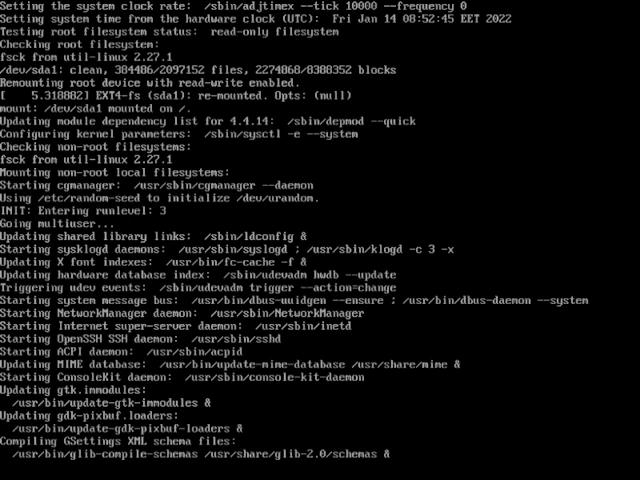 Setting the system clock rate:  /sbin/adjtimex --tick 10000 --frequency 0
Setting system time from the hardware clock (UTC):  Fri Jan 14 08:52:45 EET 2022
Testing root filesystem status:  read-only filesystem
Checking root filesystem:
fsck from util-linux 2.27.1
/dev/sda1: clean, 384486/2097152 files, 2274868/8388352 blocks
Remounting root device with read-write enabled.
[    5.318882] EXT4-fs (sda1): re-mounted. Opts: (null)
mount: /dev/sda1 mounted on /.
Updating module dependency list for 4.4.14:  /sbin/depmod --quick
Configuring kernel parameters:  /sbin/sysctl -e --system
Checking non-root filesystems:
fsck from util-linux 2.27.1
Mounting non-root local filesystems:
Starting cgmanager:  /usr/sbin/cgmanager --daemon
Using /etc/random-seed to initialize /dev/urandom.
INIT: Entering runlevel: 3
Going multiuser...
Updating shared library links:  /sbin/ldconfig &
Starting sysklogd daemons:  /usr/sbin/syslogd ; /usr/sbin/klogd -c 3 -x
Updating X font indexes:  /usr/bin/fc-cache -f &
Updating hardware database index:  /sbin/udevadm hwdb --update
Triggering udev events:  /sbin/udevadm trigger --action=change
Starting system message bus:  /usr/bin/dbus-uuidgen --ensure ; /usr/bin/dbus-daemon --system
Starting NetworkManager daemon:  /usr/sbin/NetworkManager
Starting Internet super-server daemon:  /usr/sbin/inetd
Starting OpenSSH SSH daemon:  /usr/sbin/sshd
Starting ACPI daemon:  /usr/sbin/acpid
Updating MIME database:  /usr/bin/update-mime-database /usr/share/mime &
Starting ConsoleKit daemon:  /usr/sbin/console-kit-daemon
Updating gtk.immodules:
  /usr/bin/update-gtk-immodules &
Updating gdk-pixbuf.loaders:
  /usr/bin/update-gdk-pixbuf-loaders &
Compiling GSettings XML schema files:
  /usr/bin/glib-compile-schemas /usr/share/glib-2.0/schemas &